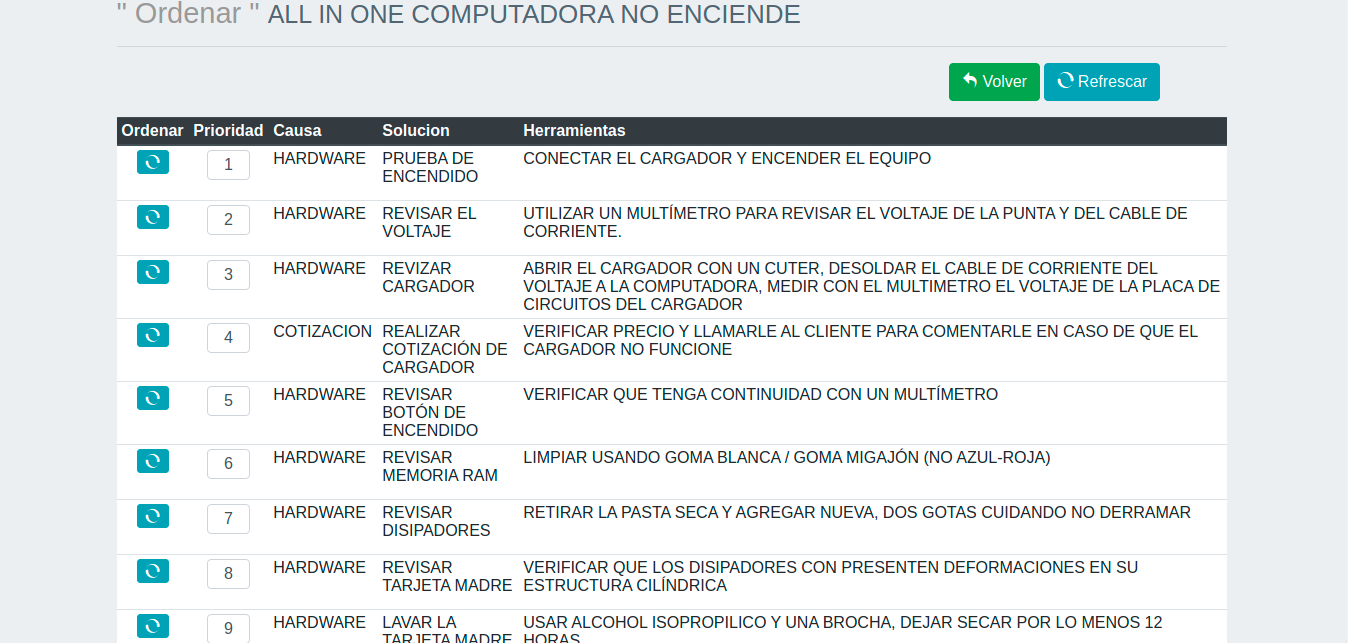 " Ordenar " ALL IN ONE COMPUTADORA NO ENCIENDE
Volver Refrescar
Ordenar Prioridad Causa Solucion Herramientas
1 HARDWARE PRUEBA DE CONECTAR EL CARGADOR Y ENCENDER EL EQUIPO
ENCENDIDO
2 HARDWARE REVISAR EL UTILIZAR UN MULTÍMETRO PARA REVISAR EL VOLTAJE DE LA PUNTA Y DEL CABLE DE
VOLTAJE CORRIENTE.
3 HARDWARE REVIZAR ABRIR EL CARGADOR CON UN CUTER, DESOLDAR EL CABLE DE CORRIENTE DEL
CARGADOR VOLTAJE A LA COMPUTADORA, MEDIR CON EL MULTIMETRO EL VOLTAJE DE LA PLACA DE
CIRCUITOS DEL CARGADOR
4 COTIZACION REALIZAR VERIFICAR PRECIO Y LLAMARLE AL CLIENTE PARA COMENTARLE EN CASO DE QUE EL
COTIZACIÓN DE CARGADOR NO FUNCIONE
CARGADOR
5 HARDWARE REVISAR VERIFICAR QUE TENGA CONTINUIDAD CON UN MULTÍMETRO
BOTÓN DE
ENCENDIDO
6 HARDWARE REVISAR LIMPIAR USANDO GOMA BLANCA / GOMA MIGAJÓN (NO AZUL-ROJA)
MEMORIA RAM
7 HARDWARE REVISAR RETIRAR LA PASTA SECA Y AGREGAR NUEVA, DOS GOTAS CUIDANDO NO DERRAMAR
DISIPADORES
8 HARDWARE REVISAR VERIFICAR QUE LOS DISIPADORES CON PRESENTEN DEFORMACIONES EN SU
TARJETA MADRE ESTRUCTURA CILÍNDRICA
9 HARDWARE LAVAR LA USAR ALCOHOL ISOPROPILICO Y UNA BROCHA, DEJAR SECAR POR LO MENOS 12
TARJETA MADRE HORAS